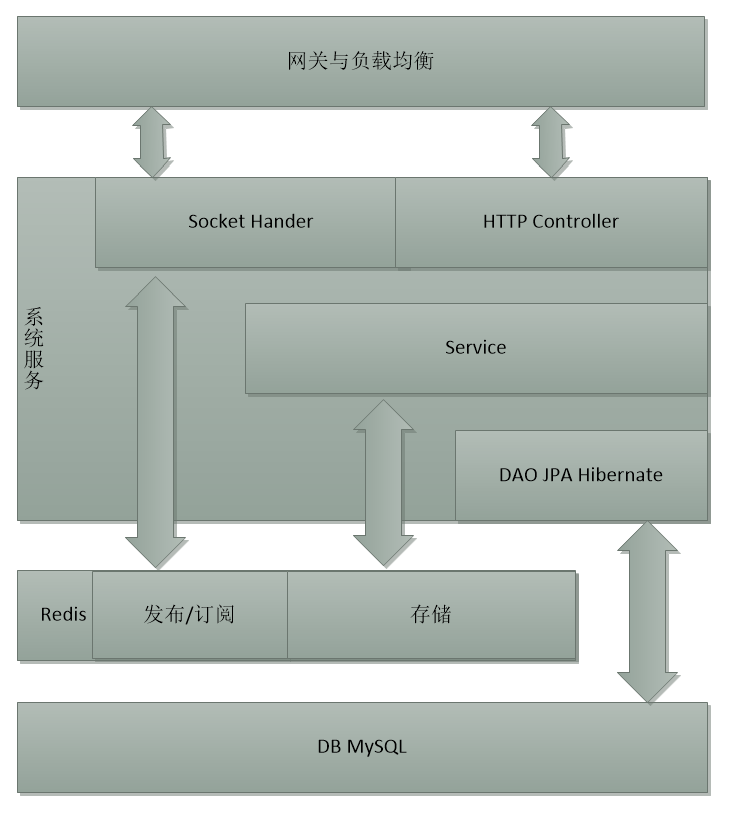 网关与负载均衡
Socket Hander
HTTP Controller
系统服务
Service
DAO JPA Hibernate
Redis
发布/订阅
存储
DB MySQL